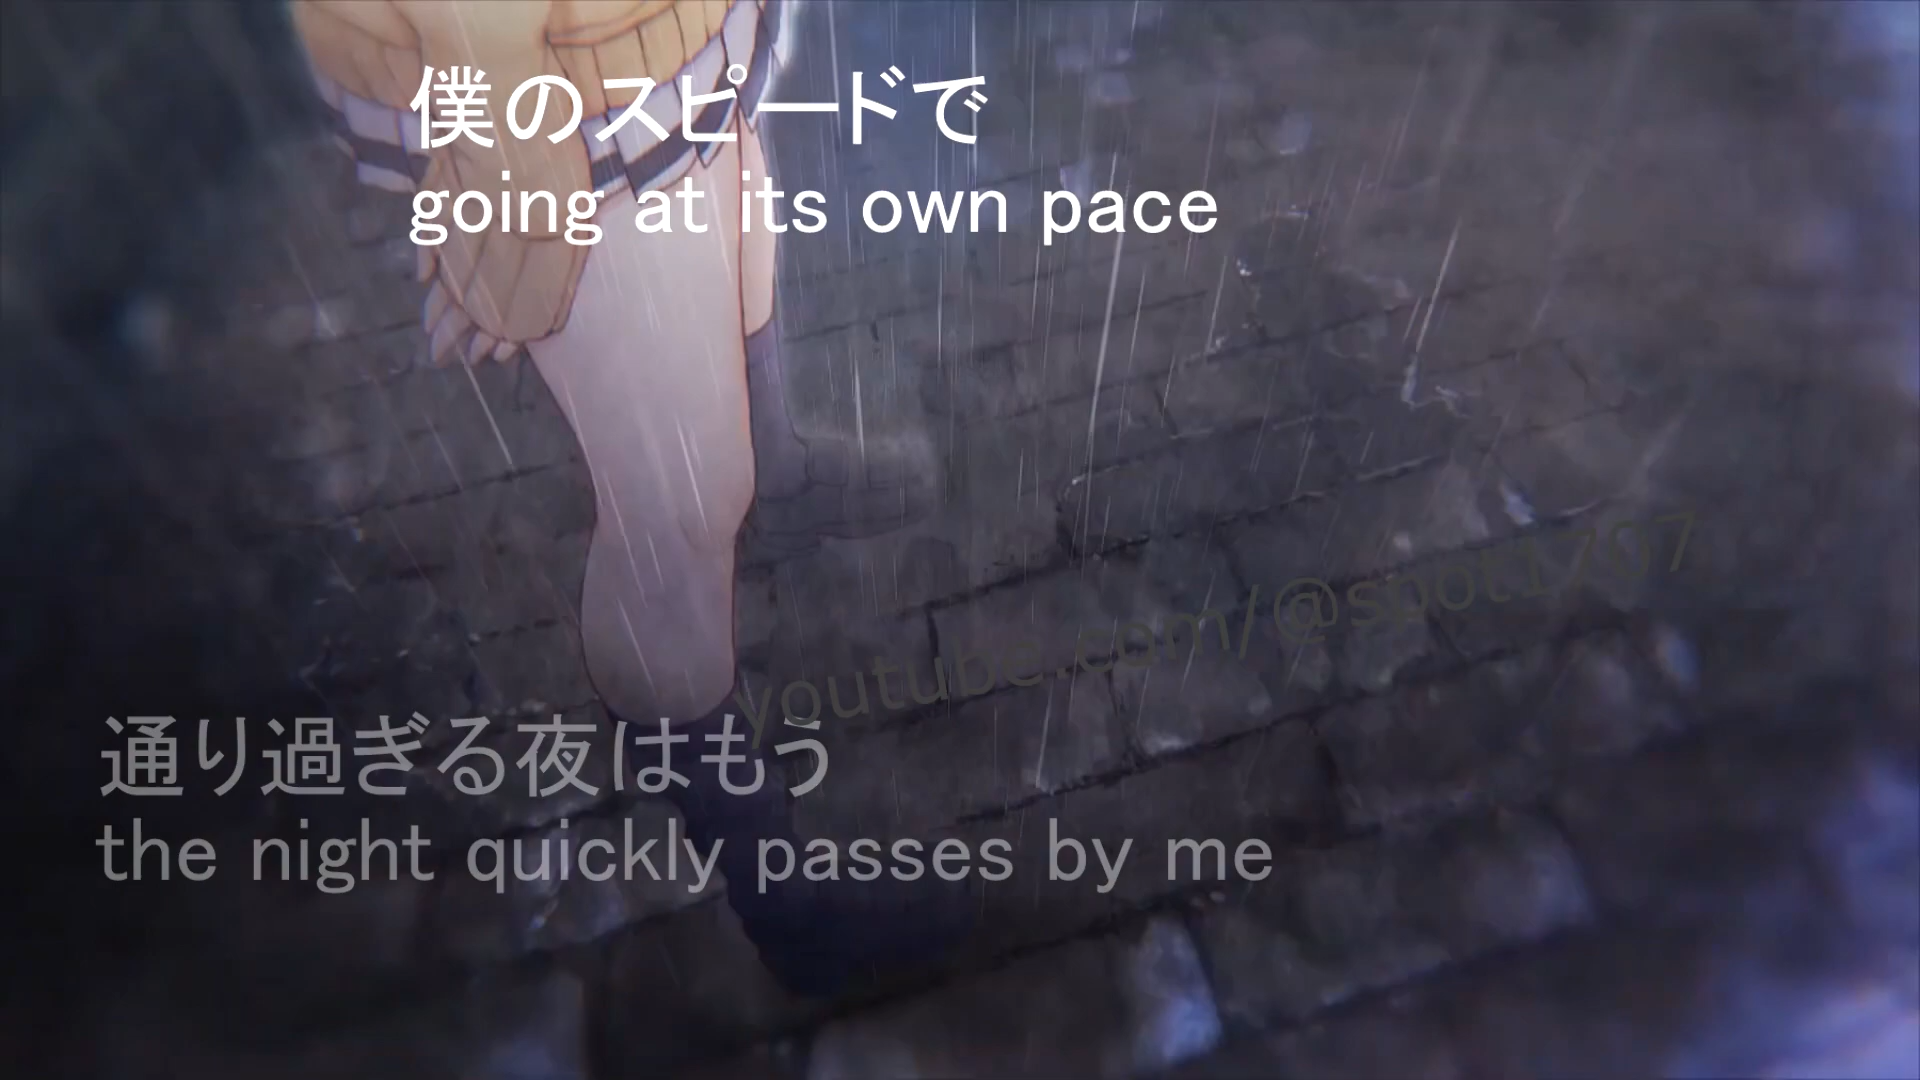 僕のスピードで
going at its own pace
youtube.com/@spot1707
通り過ぎる夜はもう
the night quickly passes by me